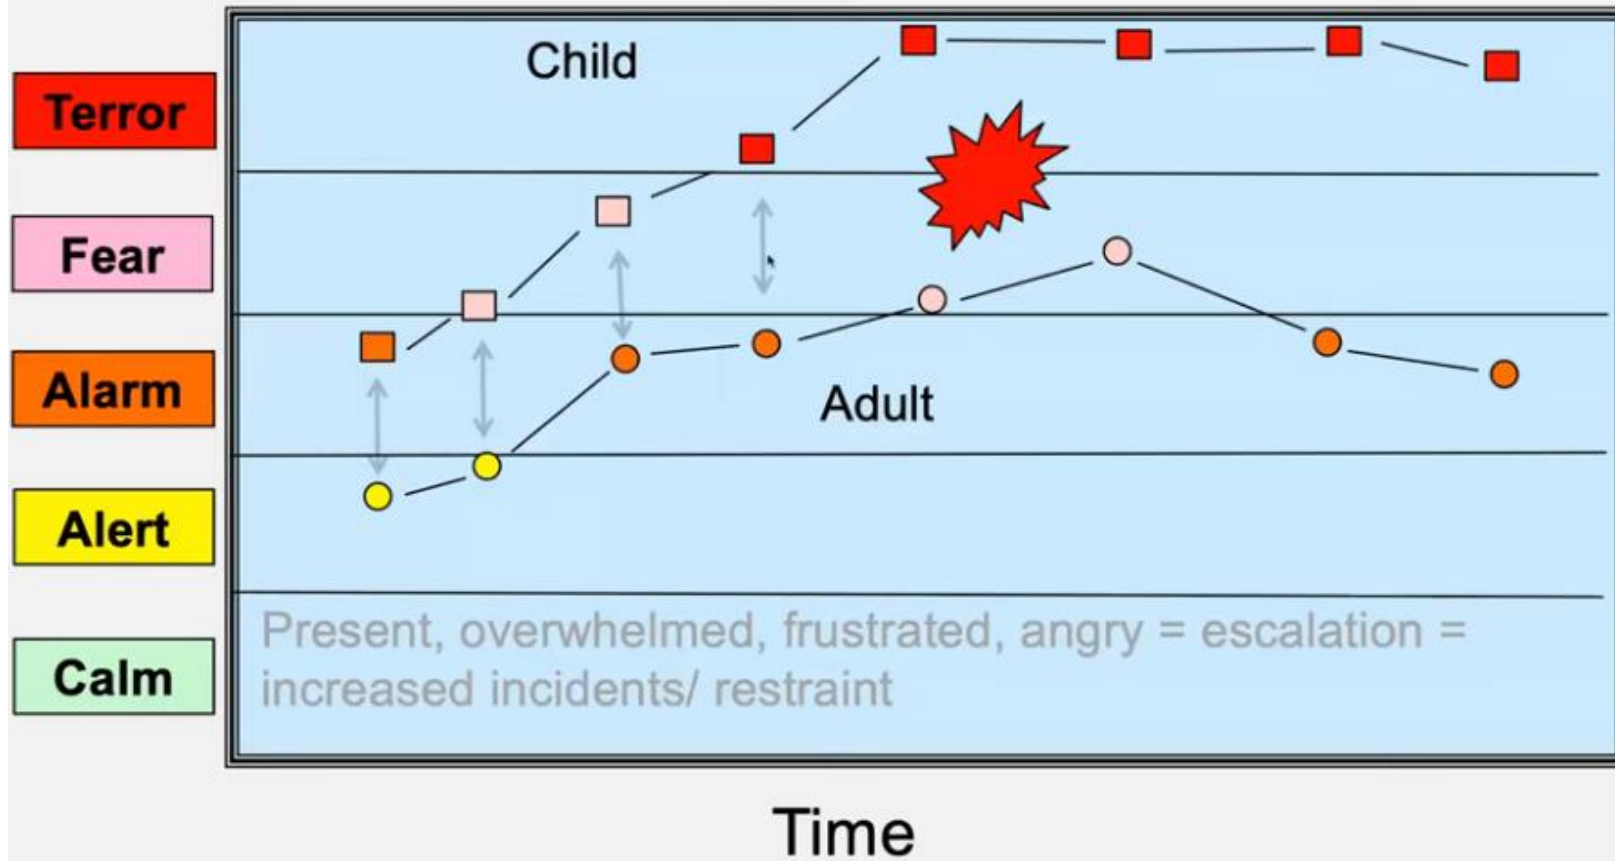 Child
Terror
Fear
Alarm
Adult
Alert
Present, overwhelmed, frustrated, angry = escalation =
increased incidents/ restraint
Calm
Time